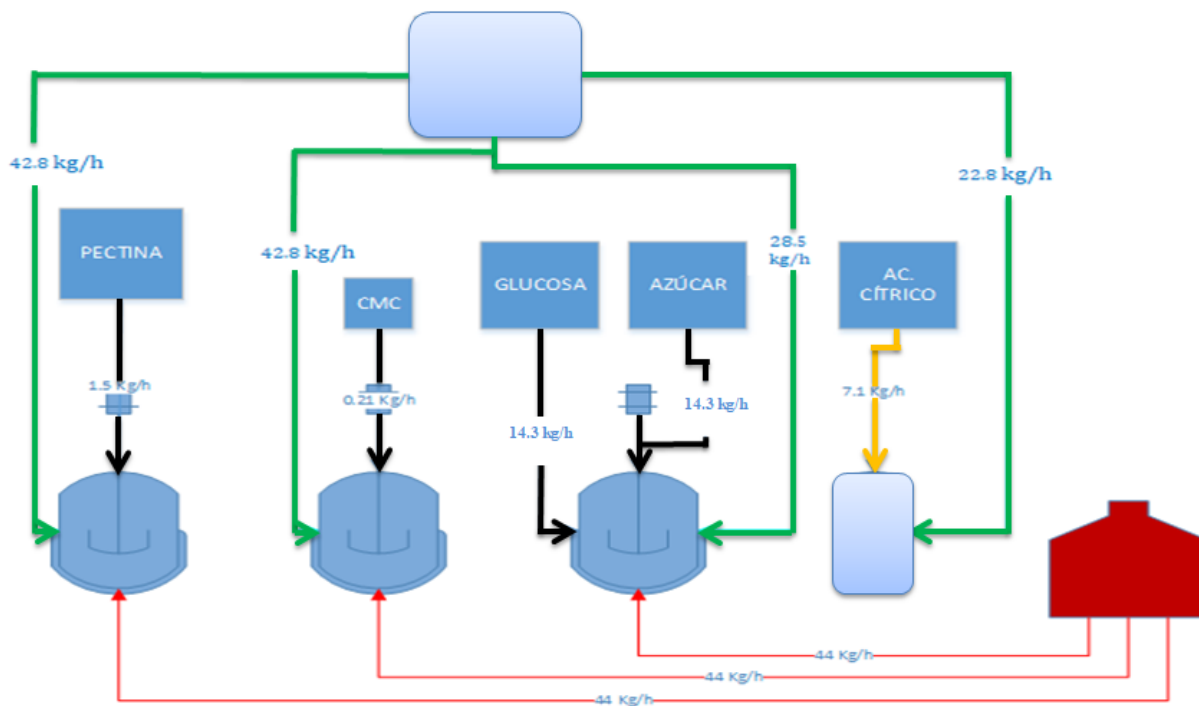 42.8 kg/h
22.8 kg/h
PECTINA
42.8 kg/h
28.5
kg/h
GLUCOSA
AZÚCAR
AC.
CÍTRICO
CMC
1.5 Kg/h
0.21 Kg/h
14.3 kg/h
14.3 kg/h
7.1 Kg/h
44 Kg/h
44 Kg/h
44 Kg/h